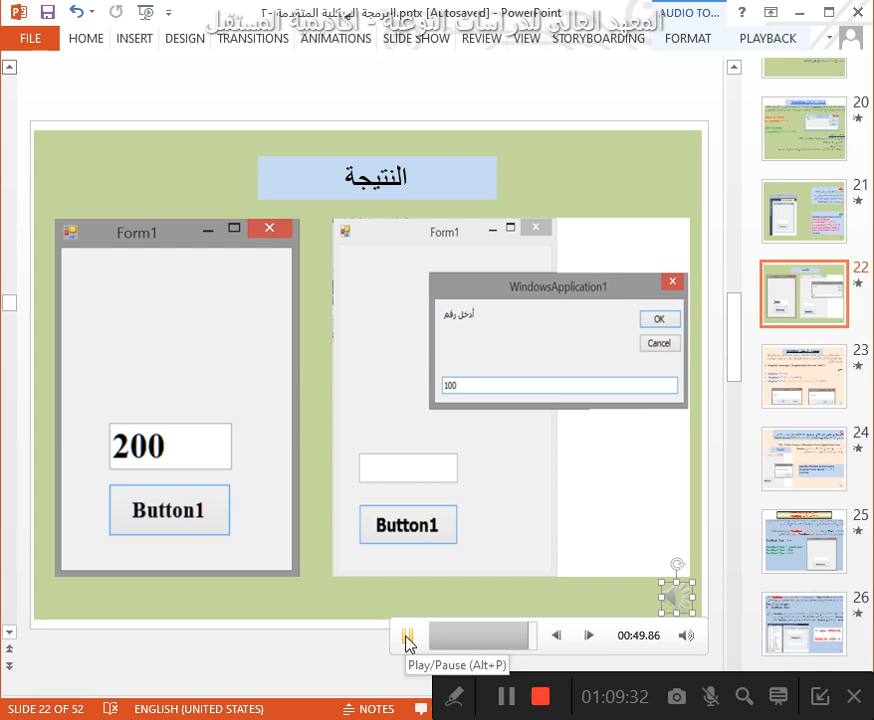 البرمجة الهيكلية المتقدمة -٢.pptx [Autosaved] - PowerPoint
AUDIO TO...
المعهد العالي للدراسات النوعية - أكاديمية المستقبل
FILE HOME INSERT DESIGN TRANSITIONS ANIMATIONS SLIDE SHOW REVIEW VIEW STORYBOARDING FORMAT PLAYBACK
النتيجة
Form1
200
Button1
Form1
WindowsApplication1
أدخل رقم
OK
Cancel
100
Button1
00:49.86
Play/Pause (Alt+P)
20
21
22
23
24
25
26
SLIDE 22 OF 52 ENGLISH (UNITED STATES) NOTES
01:09:32